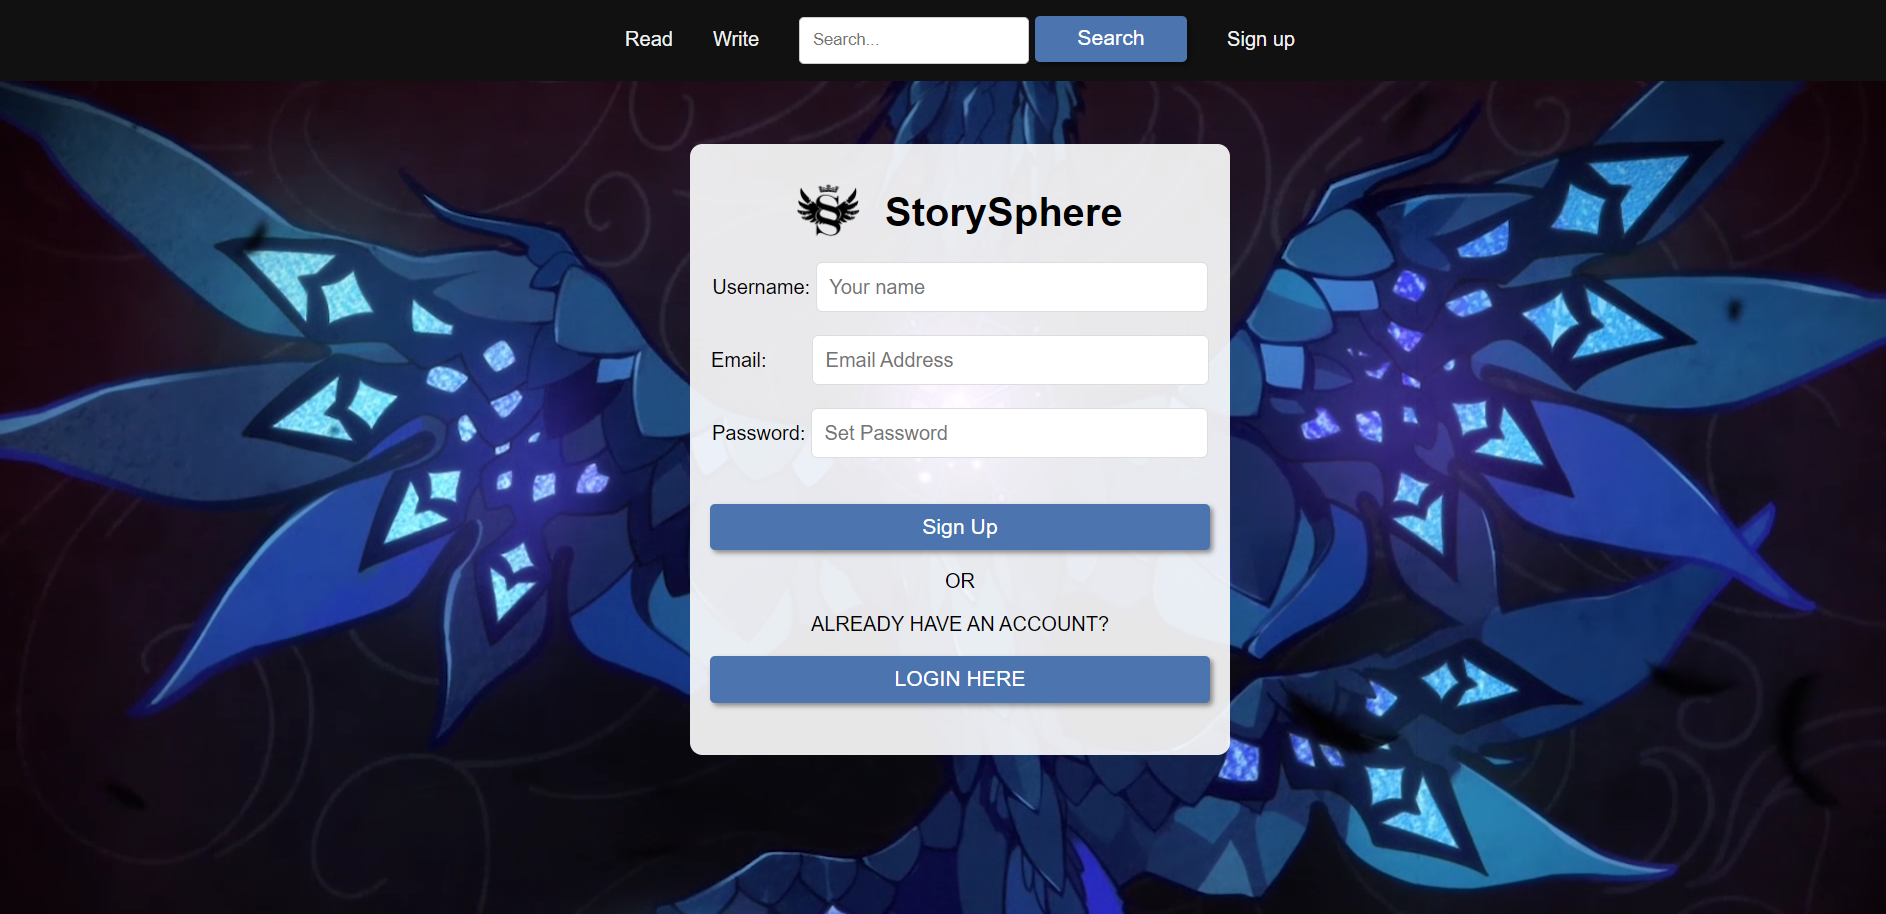 Read Write Search... Search Sign up
StorySphere
Username: Your name
Email: Email Address
Password: Set Password
Sign Up
OR
ALREADY HAVE AN ACCOUNT?
LOGIN HERE